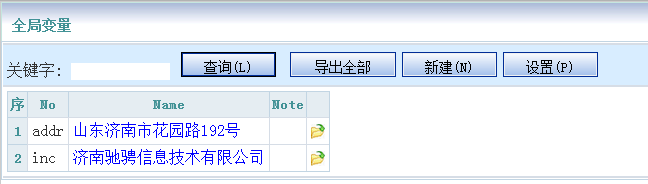 全局变量
关键字: 查询(L) 导出全部 新建(N) 设置(P)
序 No Name Note
1 addr 山东济南市花园路192号
2 inc 济南驰骋信息技术有限公司